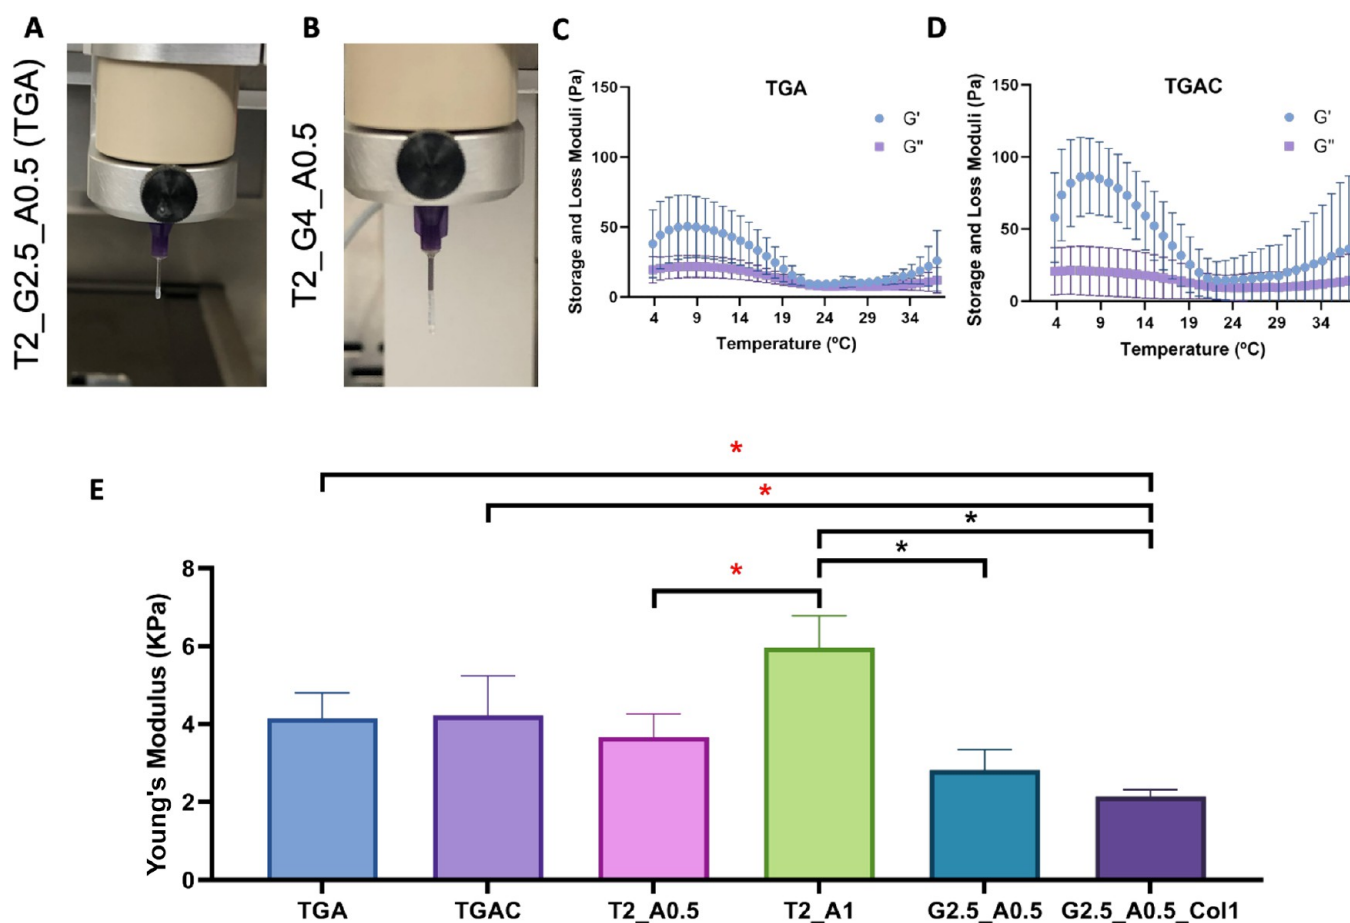 A
T2_G2.5_A0.5 (TGA)
B
T2_G4_A0.5
C
TGA
Storage and Loss Moduli (Pa)
150
100
50
0
G'
G"
4 9 14 19 24 29 34
Temperature (ºC)
D
TGAC
Storage and Loss Moduli (Pa)
150
100
50
0
G'
G"
4 9 14 19 24 29 34
Temperature (ºC)
E
*
*
*
*
*
Young's Modulus (KPa)
8
6
4
2
0
TGA TGAC T2_A0.5 T2_A1 G2.5_A0.5 G2.5_A0.5_Col1